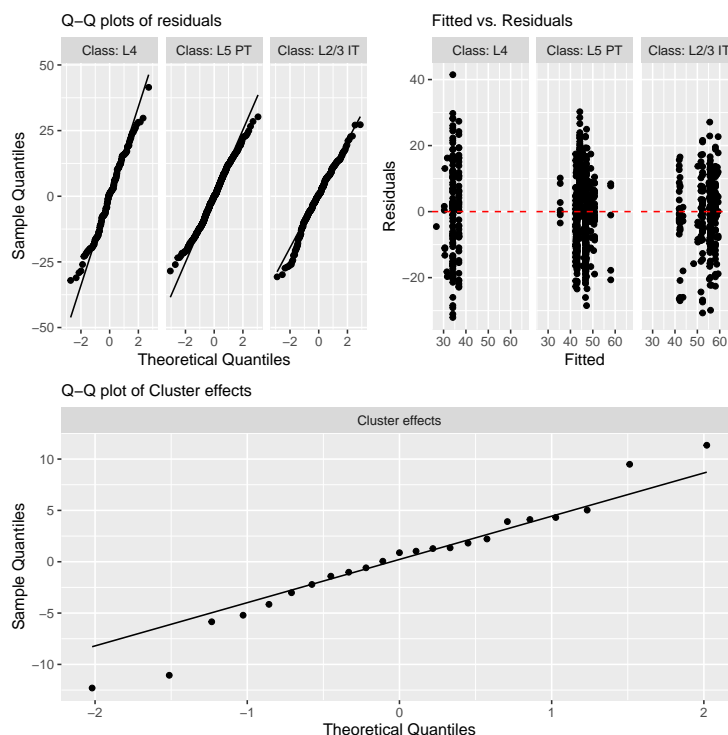 Q−Q plots of residuals
Class: L4 Class: L5 PT Class: L2/3 IT
50
25
0
−25
−50
Sample Quantiles
−2 0 2 −2 0 2 −2 0 2
Theoretical Quantiles
Fitted vs. Residuals
Class: L4 Class: L5 PT Class: L2/3 IT
40
20
0
−20
Residuals
30 40 50 60 30 40 50 60 30 40 50 60
Fitted
Q−Q plot of Cluster effects
Cluster effects
10
5
0
−5
−10
Sample Quantiles
−2 −1 0 1 2
Theoretical Quantiles